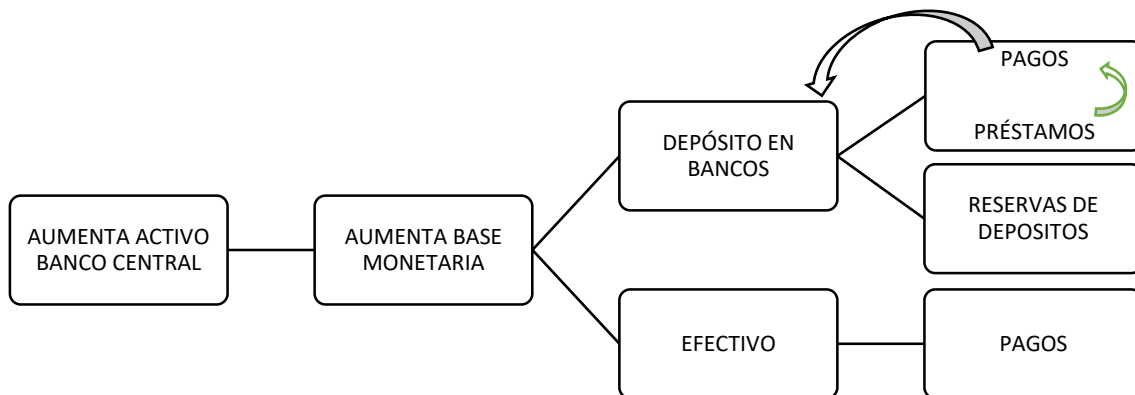 AUMENTA ACTIVO
BANCO CENTRAL
AUMENTA BASE
MONETARIA
DEPÓSITO EN
BANCOS
PAGOS
PRÉSTAMOS
RESERVAS DE
DEPOSITOS
EFECTIVO
PAGOS